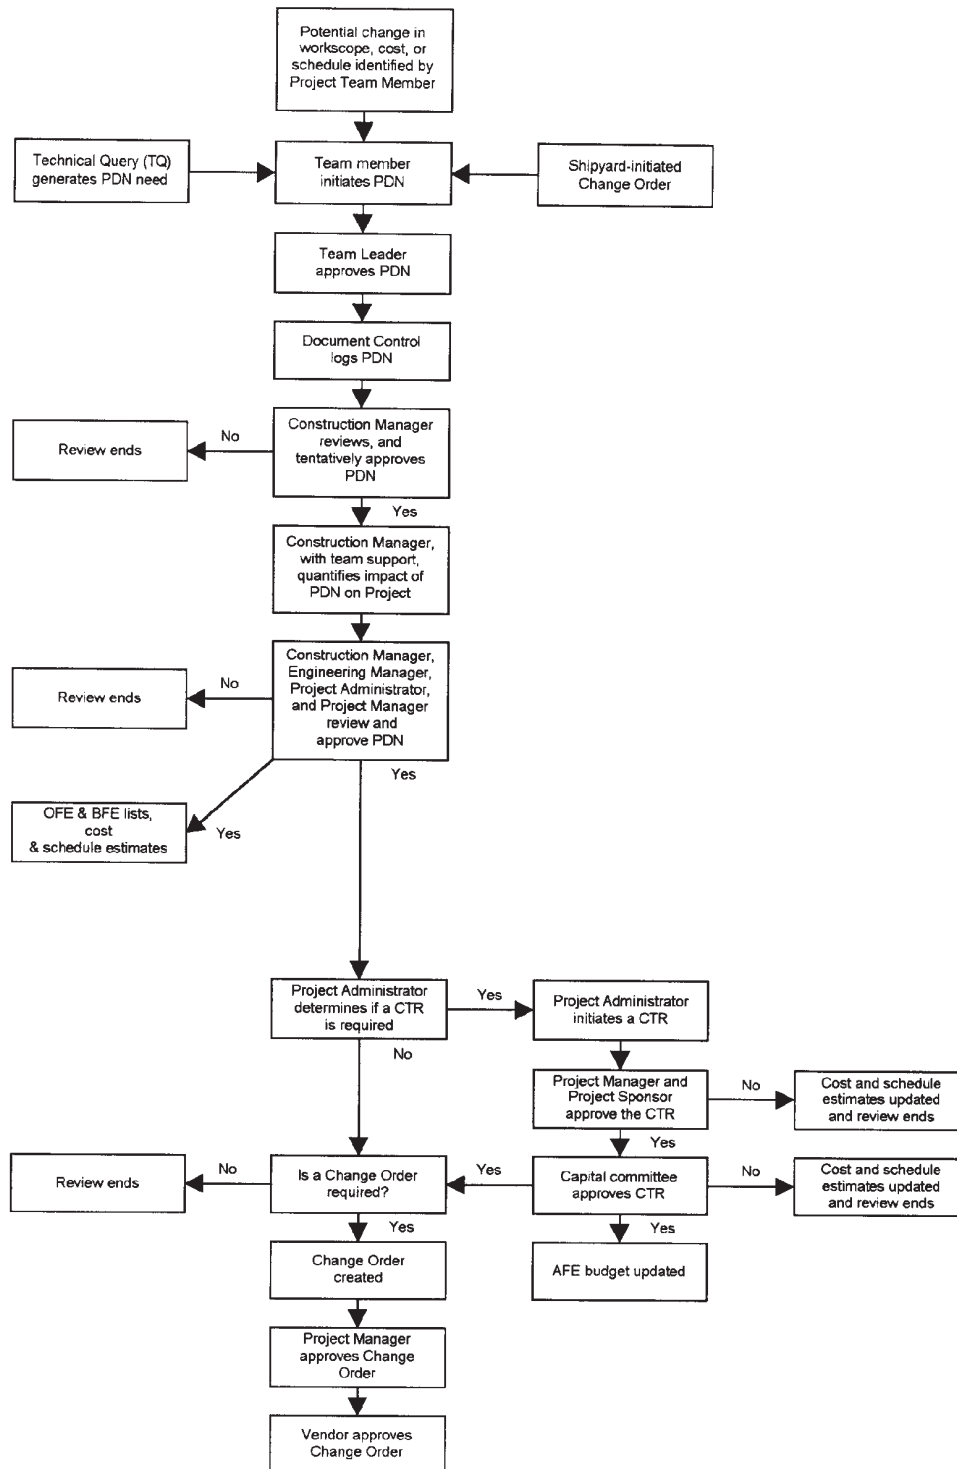 Potential change in
workscope, cost, or
schedule identified by
Project Team Member
Technical Query (TQ)
generates PDN need
Team member
initiates PDN
Shipyard-initiated
Change Order
Team Leader
approves PDN
Document Control
logs PDN
Review ends
No
Construction Manager
reviews, and
tentatively approves
PDN
Yes
Construction Manager,
with team support,
quantifies impact of
PDN on Project
Review ends
No
Construction Manager,
Engineering Manager,
Project Administrator,
and Project Manager
review and
approve PDN
Yes
OFE & BFE lists,
cost
& schedule estimates
Yes
Project Administrator
determines if a CTR
is required
Yes
Project Administrator
initiates a CTR
No
Project Manager and
Project Sponsor
approve the CTR
No
Cost and schedule
estimates updated
and review ends
Yes
Review ends
No
Is a Change Order
required?
Yes
Capital committee
approves CTR
No
Cost and schedule
estimates updated
and review ends
Yes
Yes
Change Order
created
AFE budget updated
Project Manager
approves Change
Order
Vendor approves
Change Order